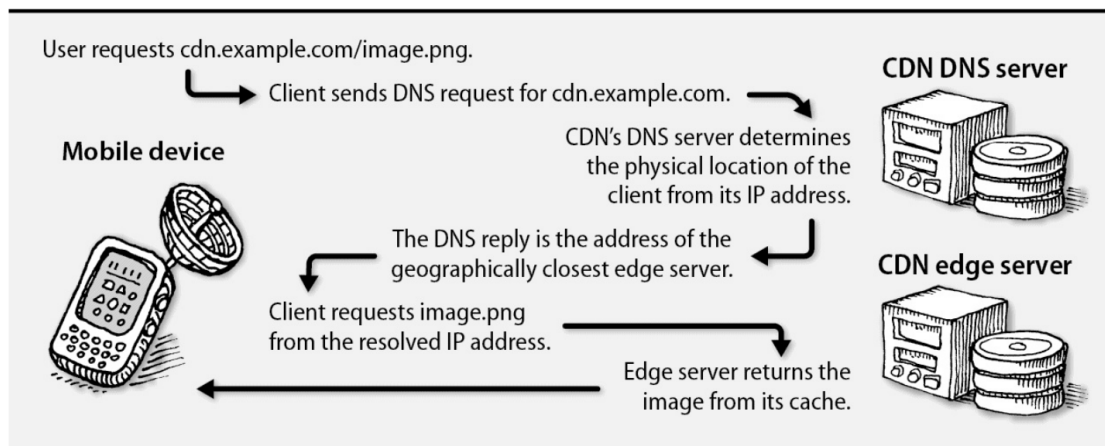 User requests cdn.example.com/image.png.
Client sends DNS request for cdn.example.com.
CDN DNS server
Mobile device
CDN’s DNS server determines
the physical location of the
client from its IP address.
The DNS reply is the address of the
geographically closest edge server.
CDN edge server
Client requests image.png
from the resolved IP address.
Edge server returns the
image from its cache.